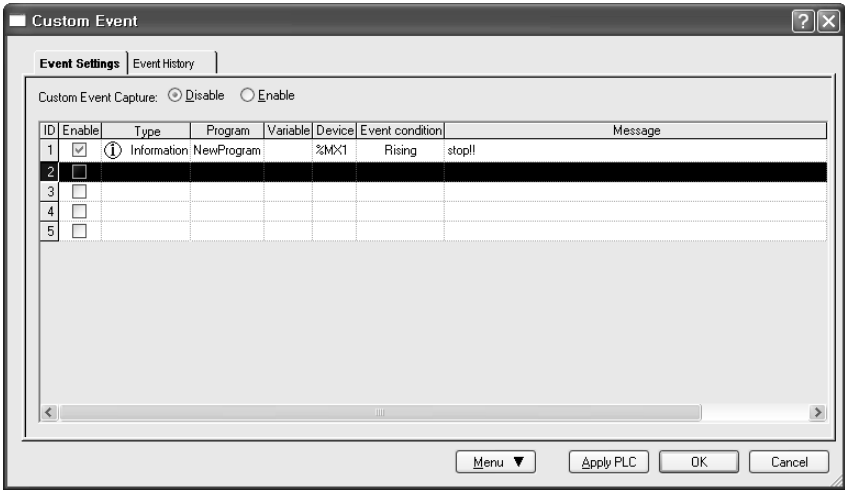 Custom Event
Event Settings Event History
Custom Event Capture: Disable Enable
ID Enable Type Program Variable Device Event condition Message
1 Information NewProgram %MX1 Rising stop!!
2
3
4
5
Menu ▼ Apply PLC OK Cancel